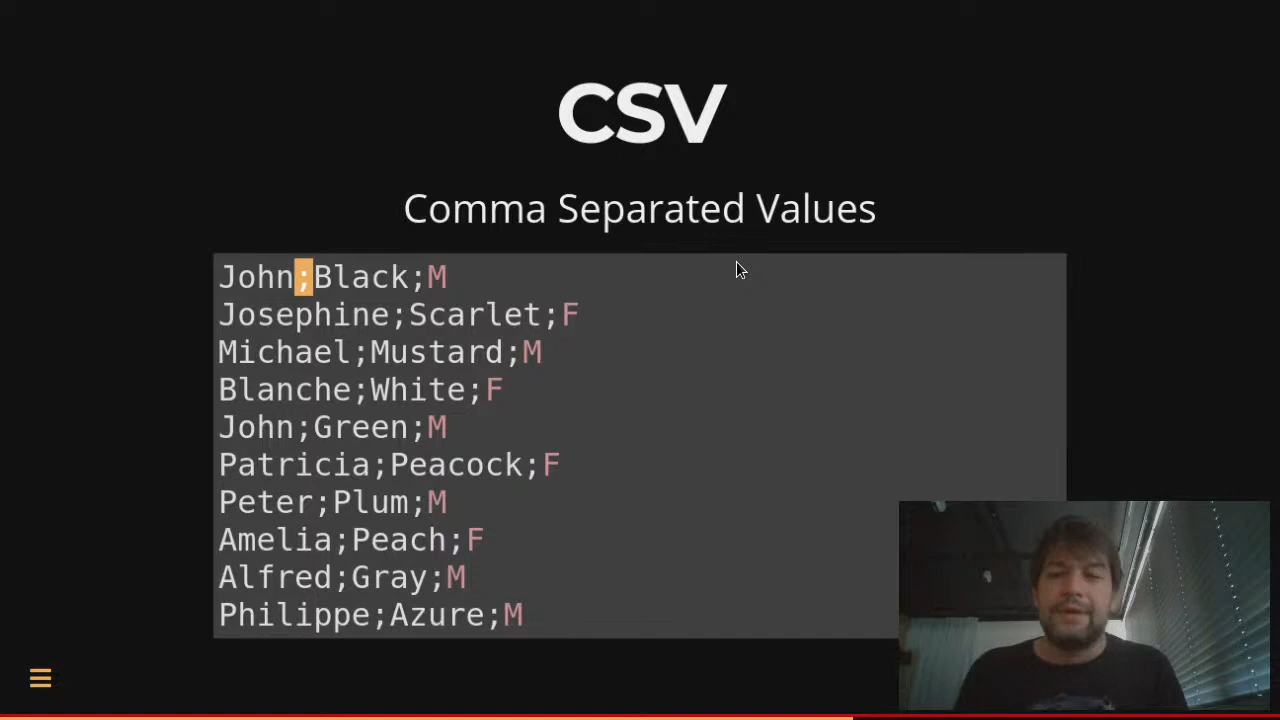 CSV
Comma Separated Values
John;Black;M
Josephine;Scarlet;F
Michael;Mustard;M
Blanche;White;F
John;Green;M
Patricia;Peacock;F
Peter;Plum;M
Amelia;Peach;F
Alfred;Gray;M
Philippe;Azure;M